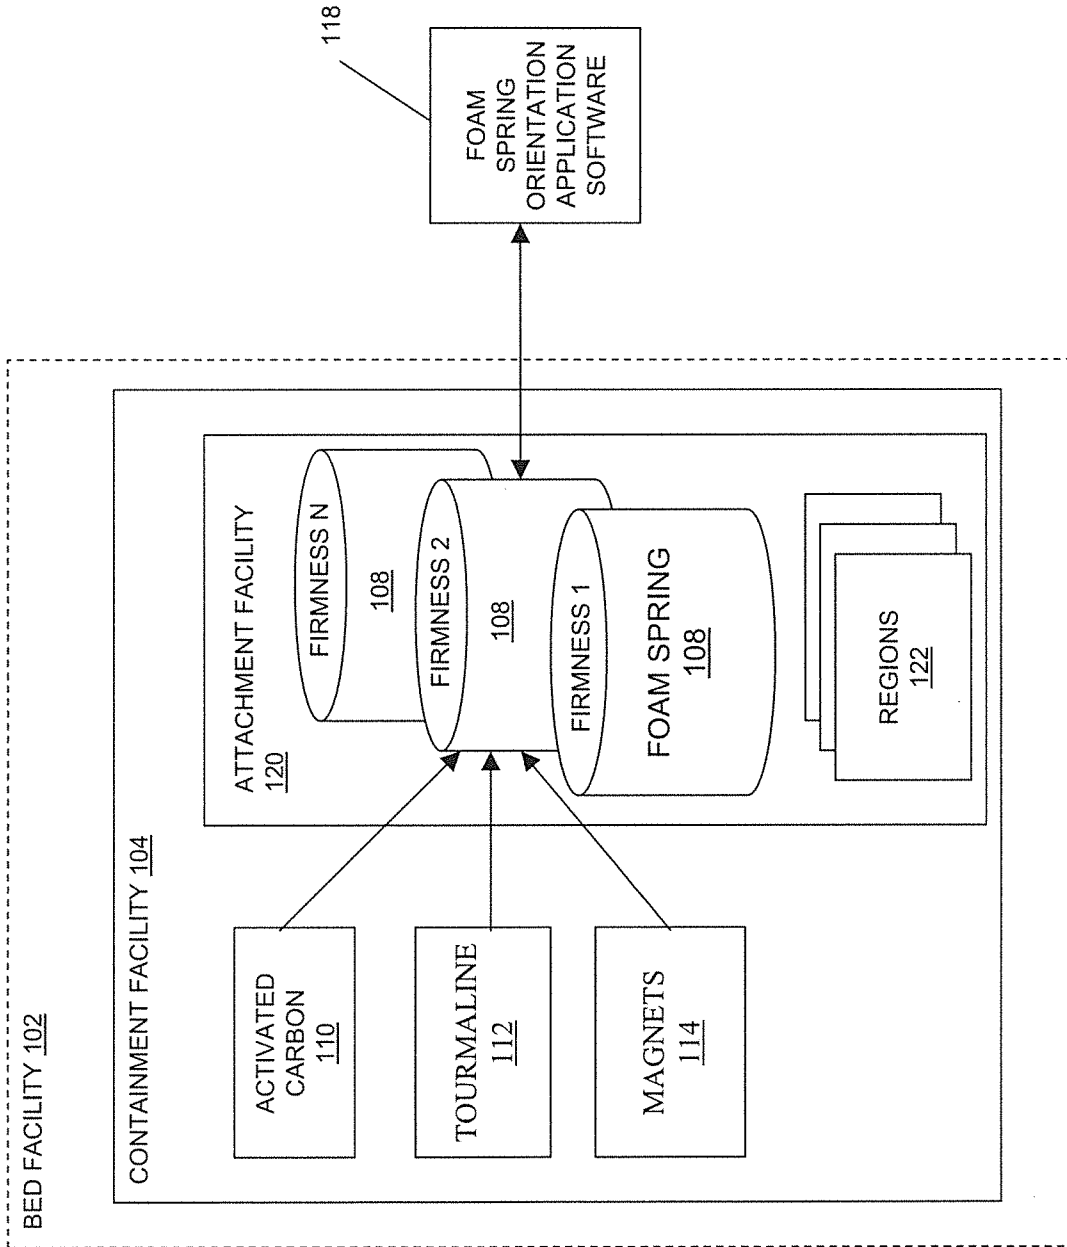 BED FACILITY 102
CONTAINMENT FACILITY 104
ACTIVATED
CARBON
110
TOURMALINE
112
MAGNETS
114
ATTACHMENT FACILITY
120
FIRMNESS N
108
FIRMNESS 2
108
FIRMNESS 1
FOAM SPRING
108
REGIONS
122
118
FOAM
SPRING
ORIENTATION
APPLICATION
SOFTWARE